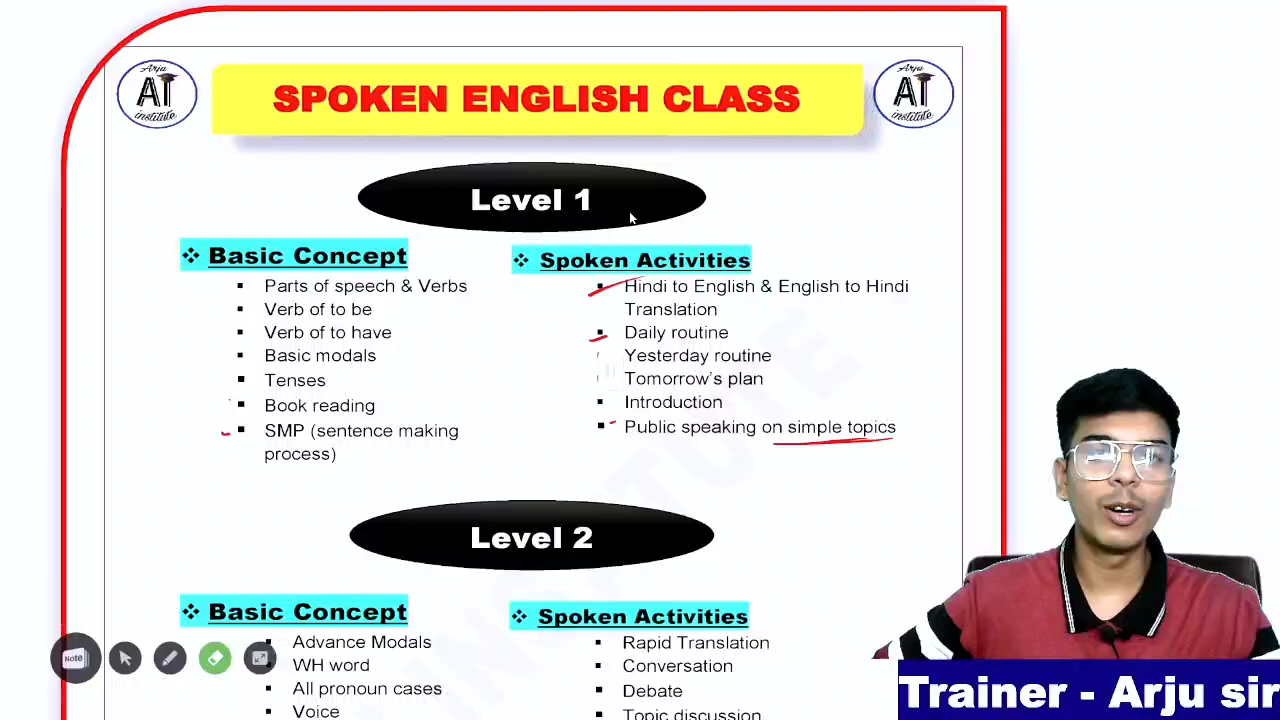 Arju
AT
institute
SPOKEN ENGLISH CLASS
Arju
AT
institute
Level 1
Basic Concept
Parts of speech & Verbs
Verb of to be
Verb of to have
Basic modals
Tenses
Book reading
SMP (sentence making
process)
Spoken Activities
Hindi to English & English to Hindi
Translation
Daily routine
Yesterday routine
Tomorrow's plan
Introduction
Public speaking on simple topics
Level 2
Basic Concept
Advance Modals
WH word
All pronoun cases
Voice
Spoken Activities
Rapid Translation
Conversation
Debate
Topic discussion
INSTITUTE
Note
Trainer - Arju sir